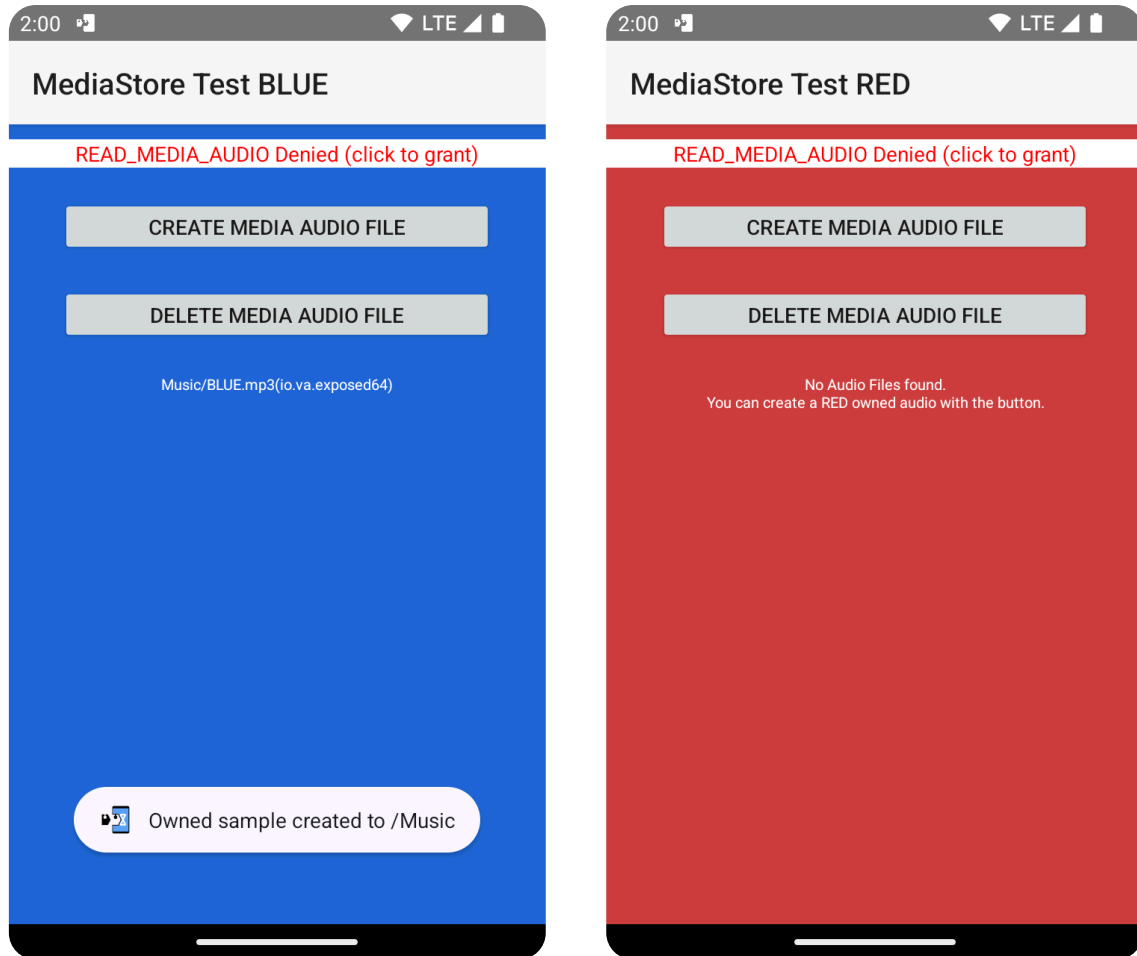 2:00
LTE
MediaStore Test BLUE
READ_MEDIA_AUDIO Denied (click to grant)
CREATE MEDIA AUDIO FILE
DELETE MEDIA AUDIO FILE
Music/BLUE.mp3(io.va.exposed64)
Owned sample created to /Music
2:00
LTE
MediaStore Test RED
READ_MEDIA_AUDIO Denied (click to grant)
CREATE MEDIA AUDIO FILE
DELETE MEDIA AUDIO FILE
No Audio Files found.
You can create a RED owned audio with the button.